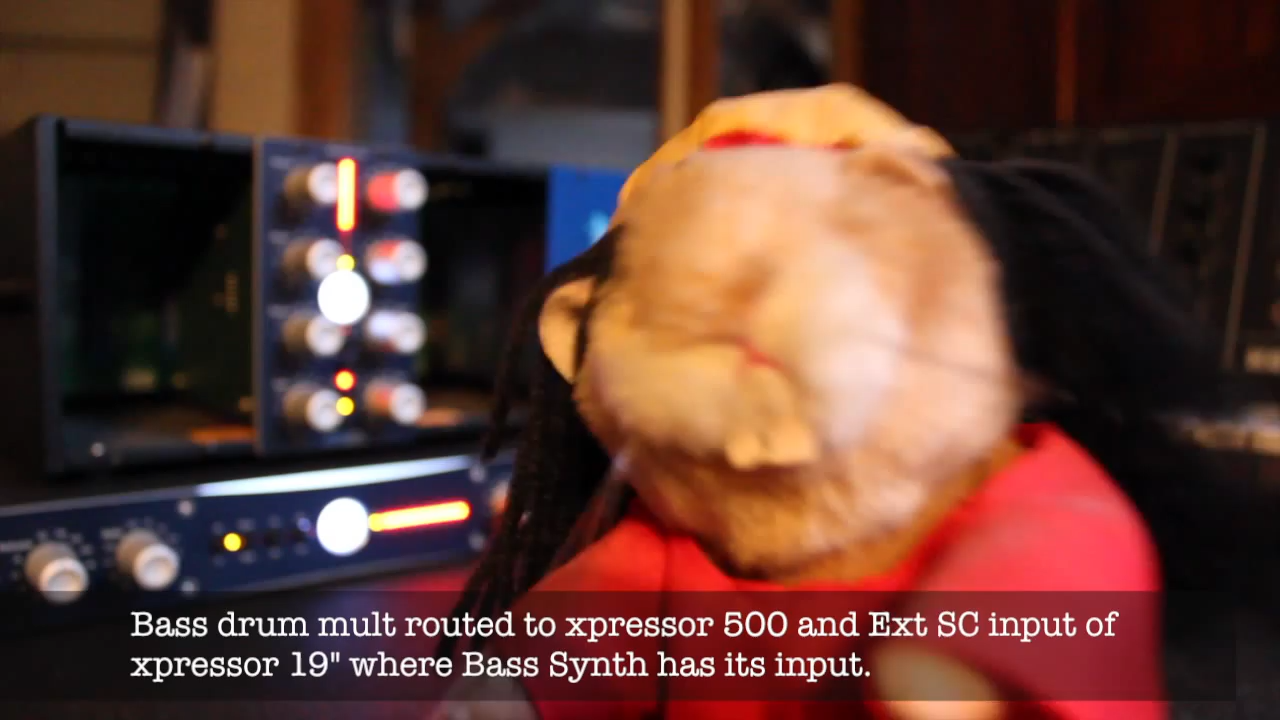 Bass drum mult routed to xpressor 500 and Ext SC input of
xpressor 19" where Bass Synth has its input.